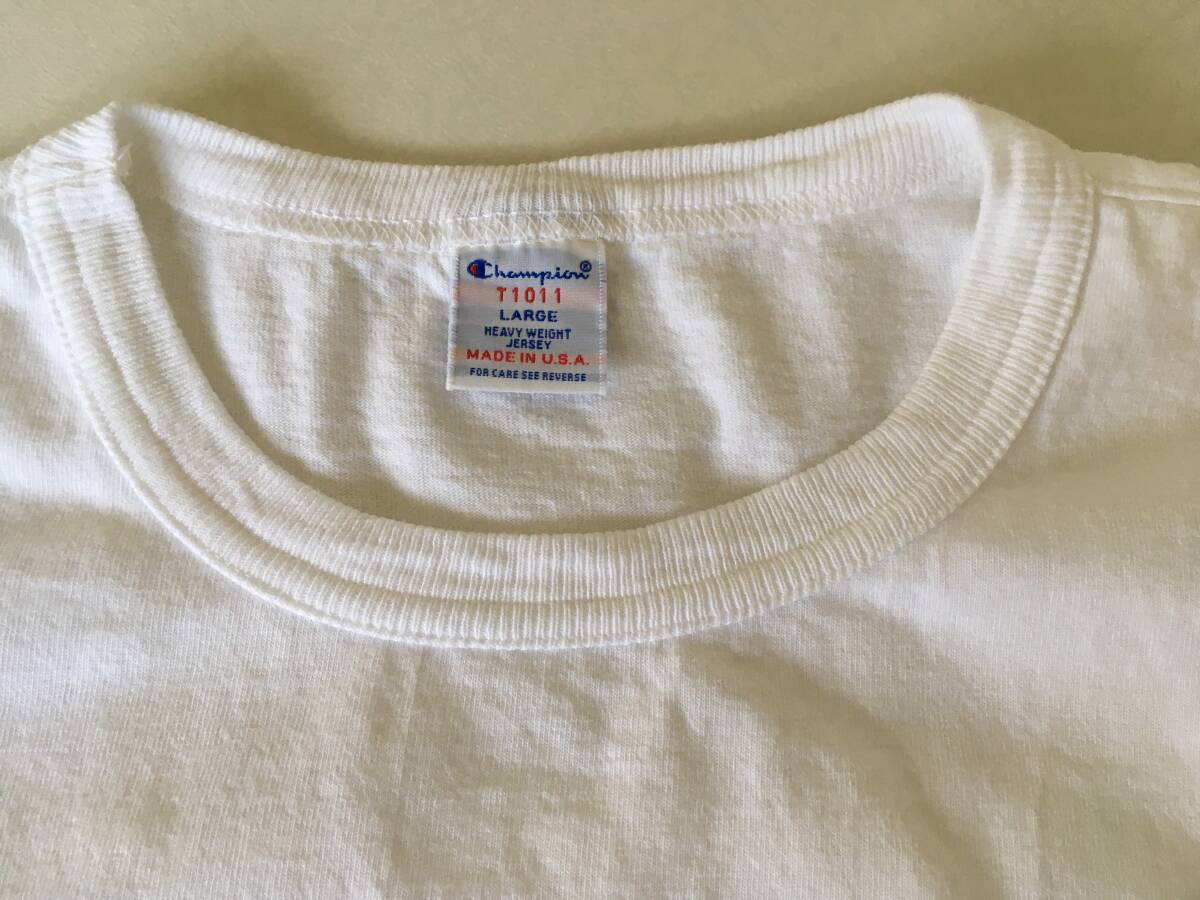 Champion®
T1011
LARGE
HEAVY WEIGHT
JERSEY
MADE IN U.S.A.
FOR CARE SEE REVERSE